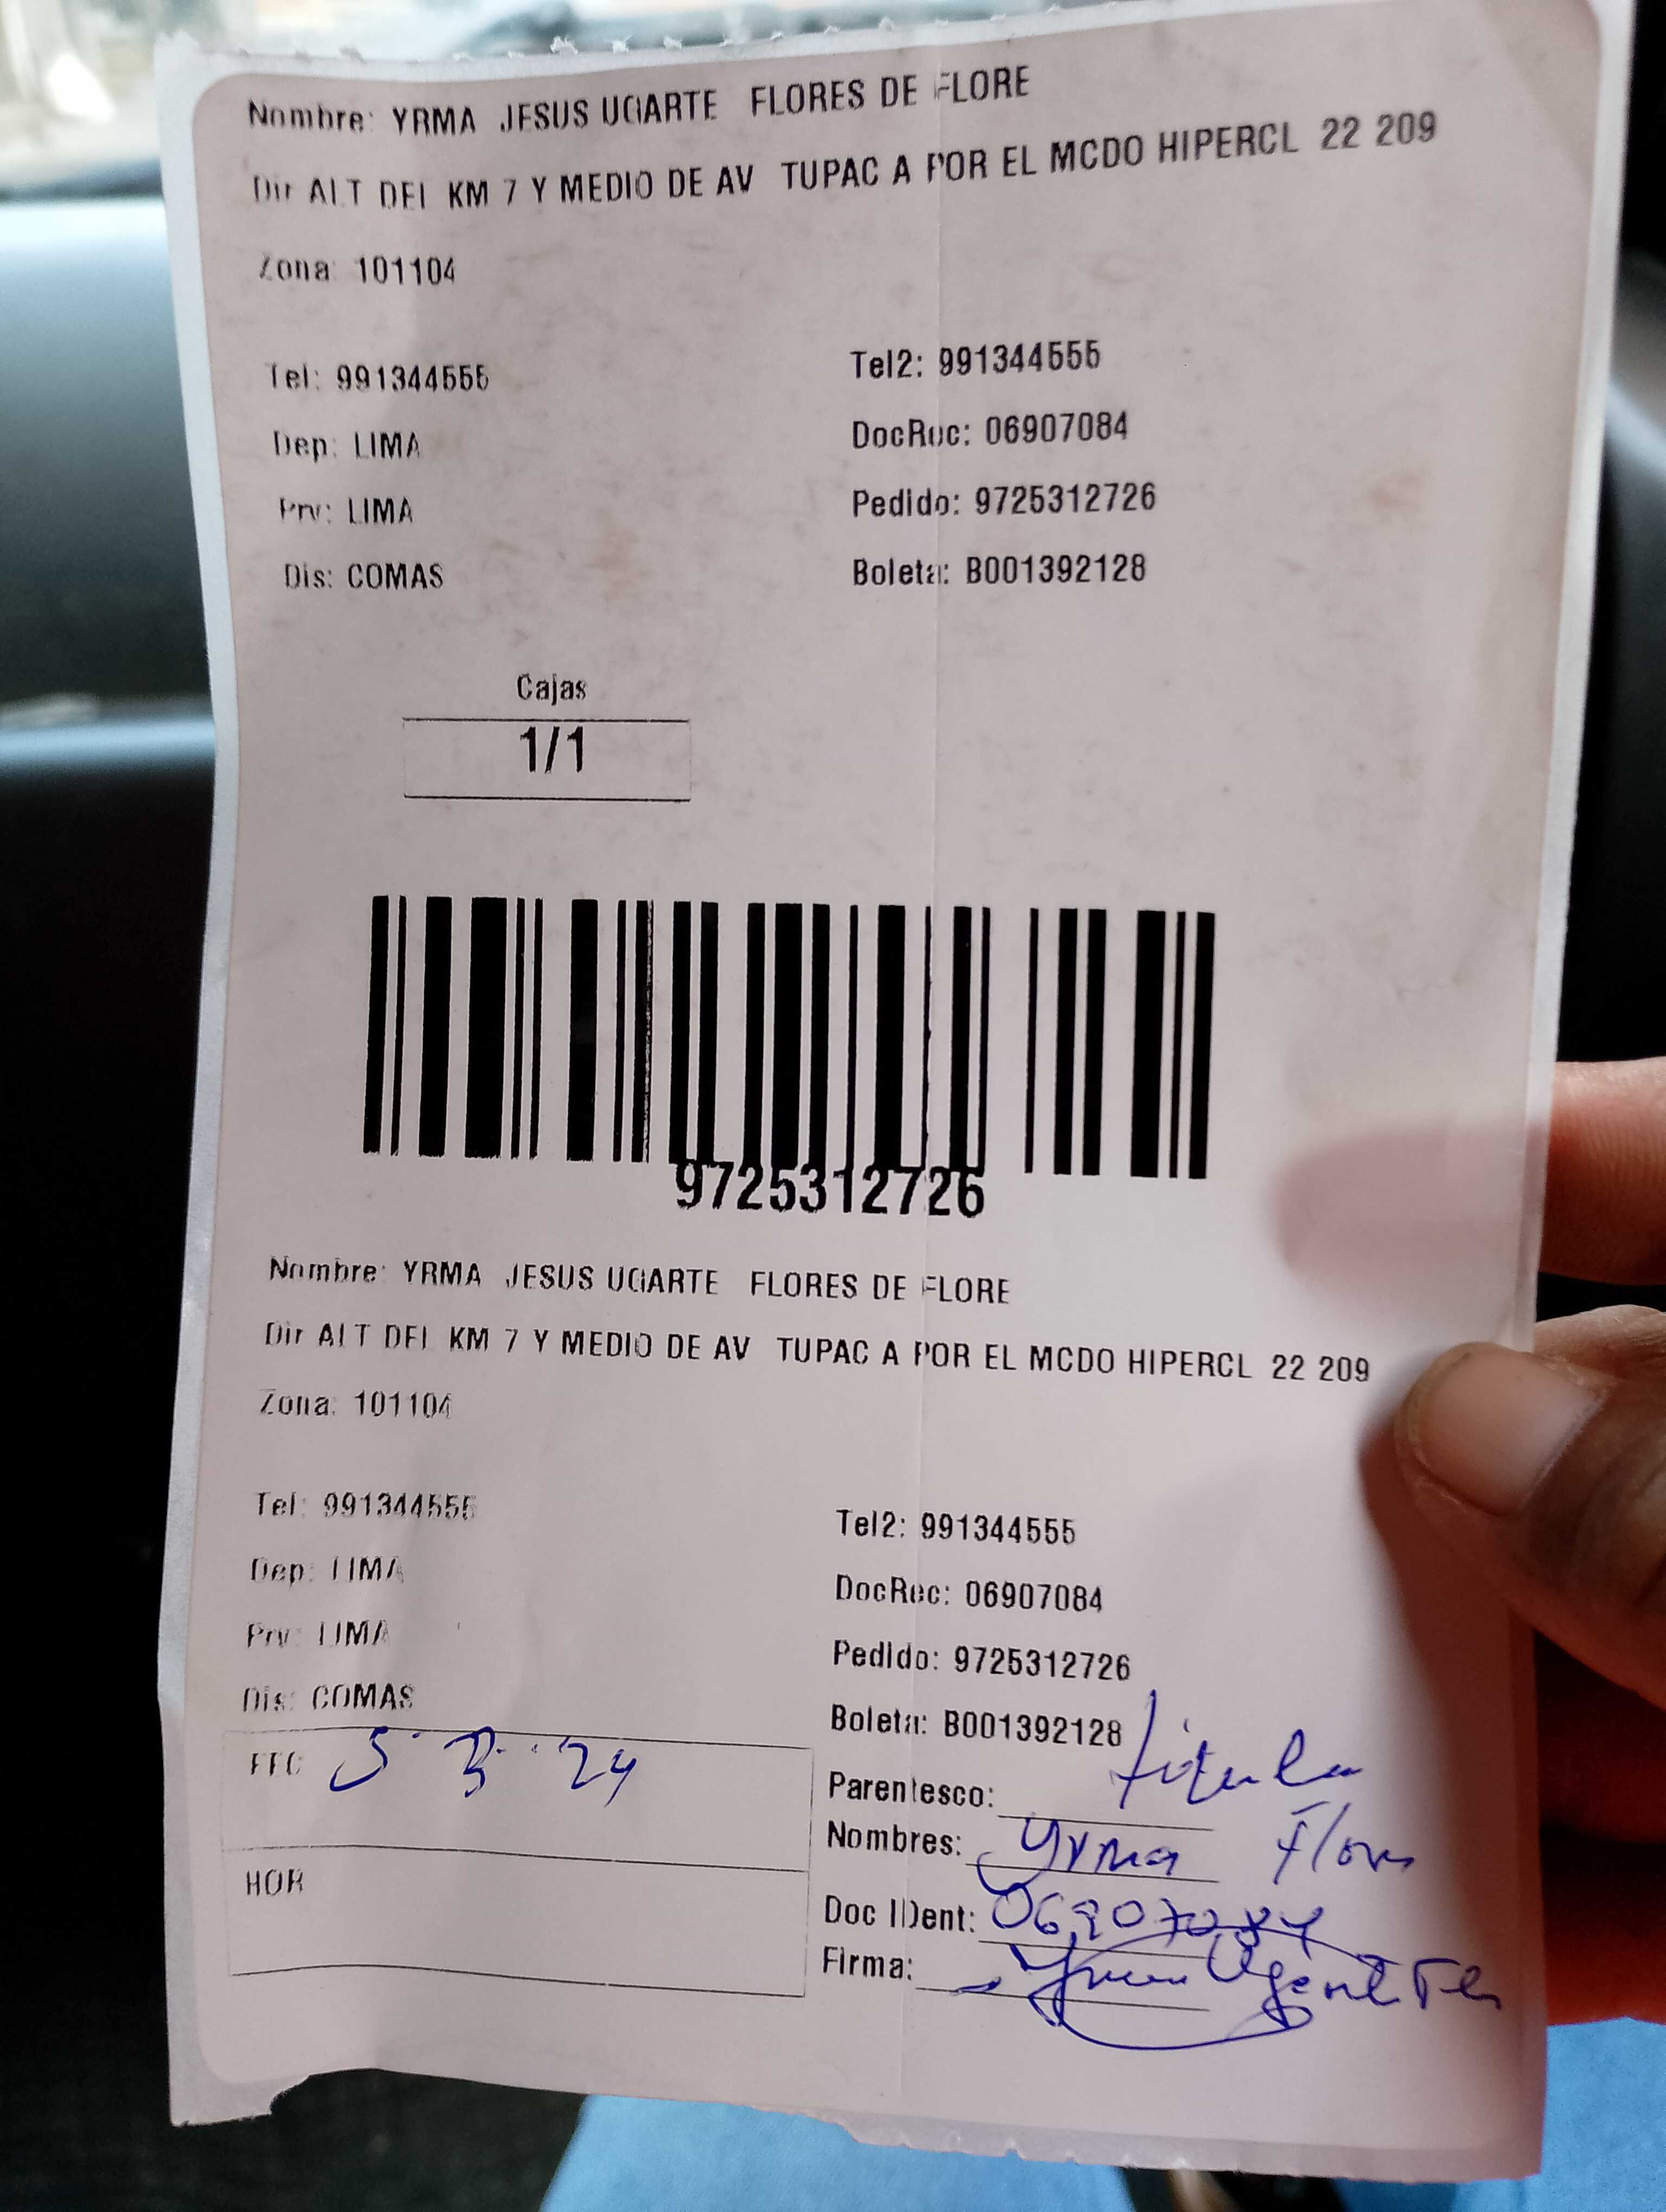 Nombre: YRMA JESUS UGARTE FLORES DE FLORE
Dir ALT DEL KM 7 Y MEDIO DE AV TUPAC A POR EL MCDO HIPERCL 22 209
Zona: 101104
Tel: 991344555 Tel2: 991344555
Dep: LIMA DocRec: 06907084
Prv: LIMA Pedido: 9725312726
Dis: COMAS Boleta: B001392128
Cajas
1/1
9725312726
Nombre: YRMA JESUS UGARTE FLORES DE FLORE
Dir ALT DEL KM 7 Y MEDIO DE AV TUPAC A POR EL MCDO HIPERCL 22 209
Zona: 101104
Tel: 991344555 Tel2: 991344555
Dep: LIMA DocRec: 06907084
Prv: LIMA Pedido: 9725312726
Dis: COMAS Boleta: B001392128
FEC 5 3 24
Parentesco: titular
Nombres: Yrma Flores
HOR
Doc IDent: 06907084
Firma: